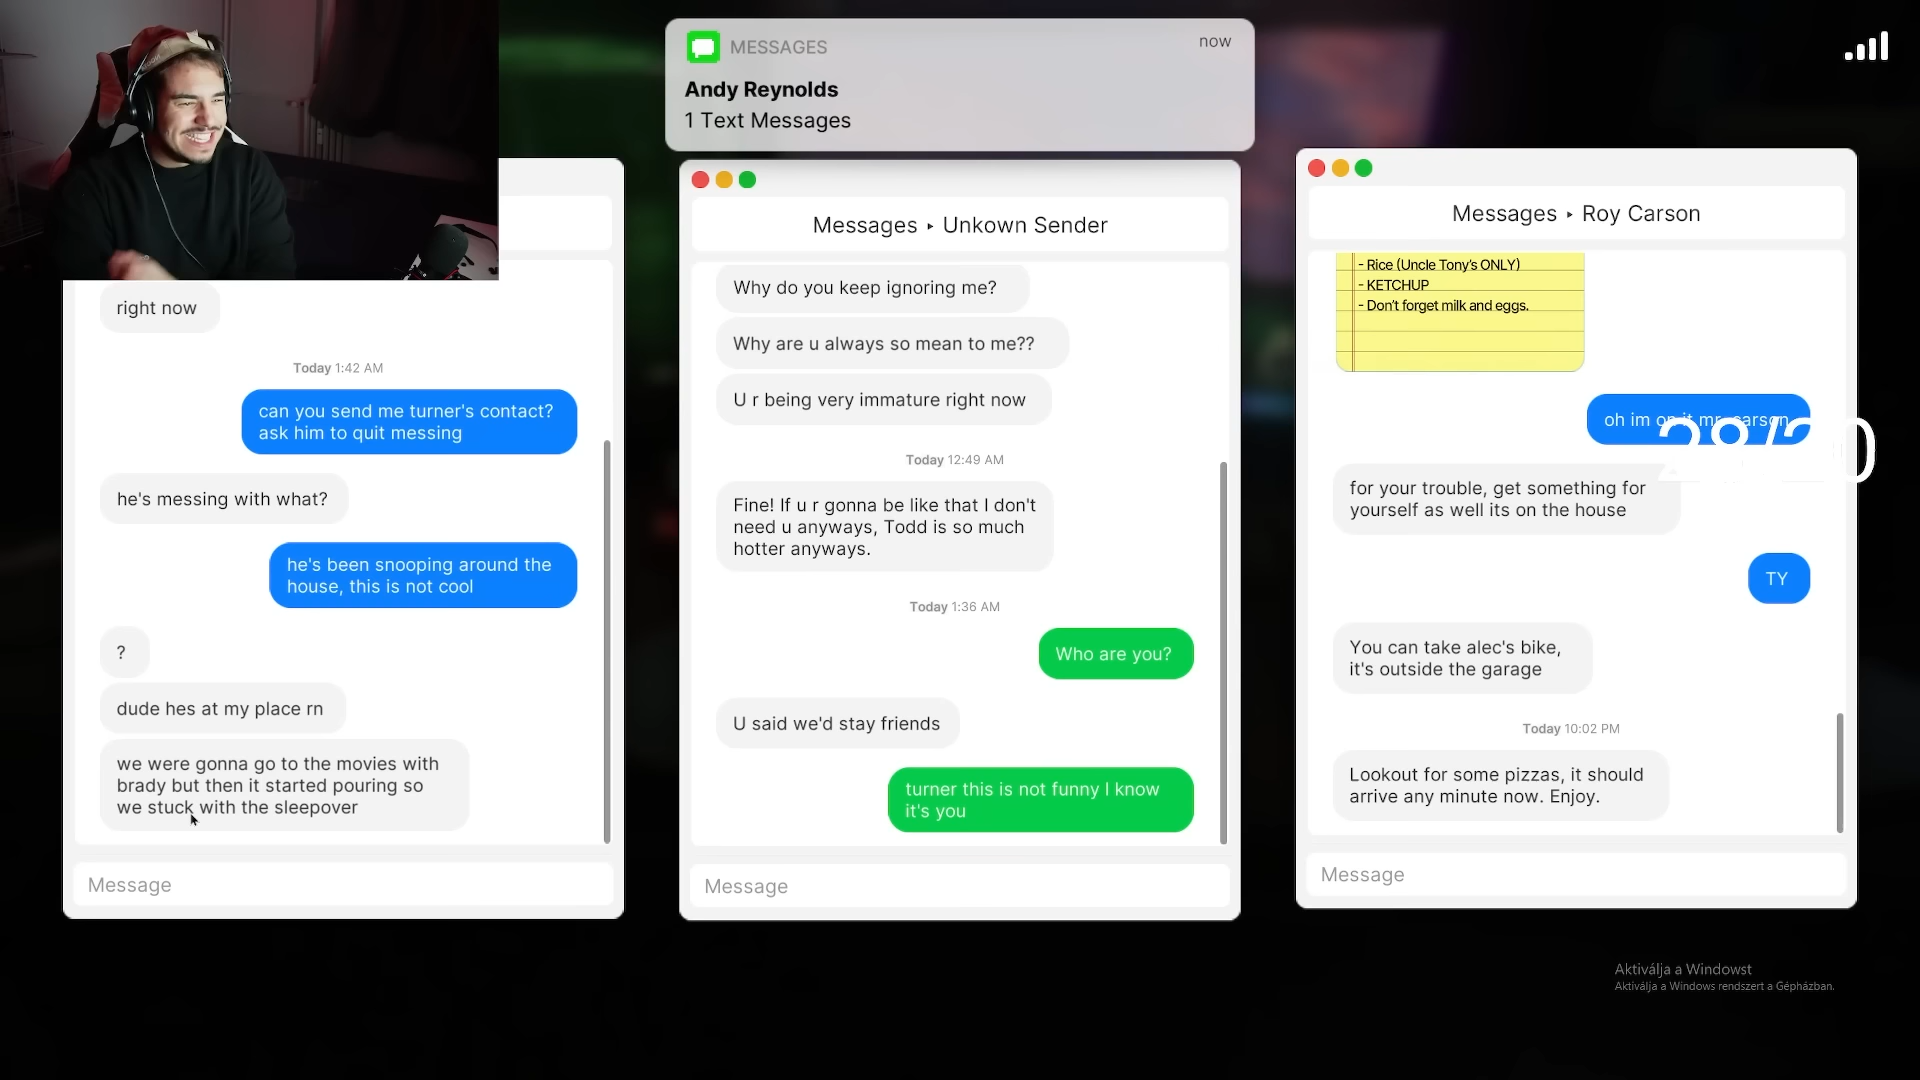 MESSAGES
now
Andy Reynolds
1 Text Messages
right now
Today 1:42 AM
can you send me turner's contact?
ask him to quit messing
he's messing with what?
he's been snooping around the
house, this is not cool
?
dude hes at my place rn
we were gonna go to the movies with
brady but then it started pouring so
we stuck with the sleepover
Message
Messages ▸ Unkown Sender
Why do you keep ignoring me?
Why are u always so mean to me??
U r being very immature right now
Today 12:49 AM
Fine! If u r gonna be like that I don't
need u anyways, Todd is so much
hotter anyways.
Today 1:36 AM
Who are you?
U said we'd stay friends
turner this is not funny I know
it's you
Message
Messages ▸ Roy Carson
- Rice (Uncle Tony's ONLY)
- KETCHUP
- Don't forget milk and eggs.
oh im on it mr. carson
for your trouble, get something for
yourself as well its on the house
TY
You can take alec's bike,
it's outside the garage
Today 10:02 PM
Lookout for some pizzas, it should
arrive any minute now. Enjoy.
Message
Aktiválja a Windowst
Aktiválja a Windows rendszert a Gépházban.